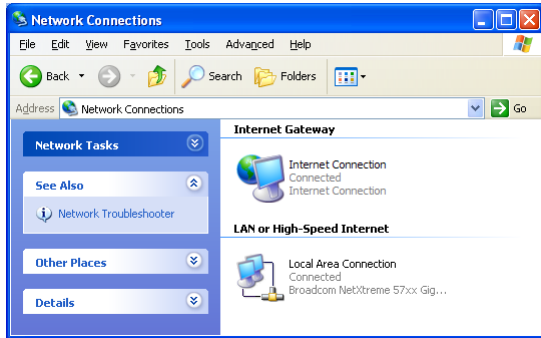 Network Connections
File Edit View Favorites Tools Advanced Help
Back Search Folders
Address Network Connections Go
Network Tasks
See Also
Network Troubleshooter
Other Places
Details
Internet Gateway
Internet Connection
Connected
Internet Connection
LAN or High-Speed Internet
Local Area Connection
Connected
Broadcom NetXtreme 57xx Gig...